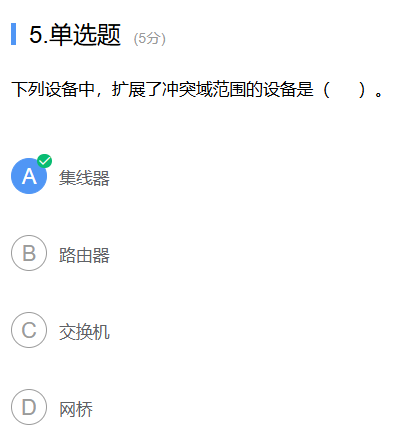 5.单选题 (5分)
下列设备中，扩展了冲突域范围的设备是（　　）。
A 集线器
B 路由器
C 交换机
D 网桥